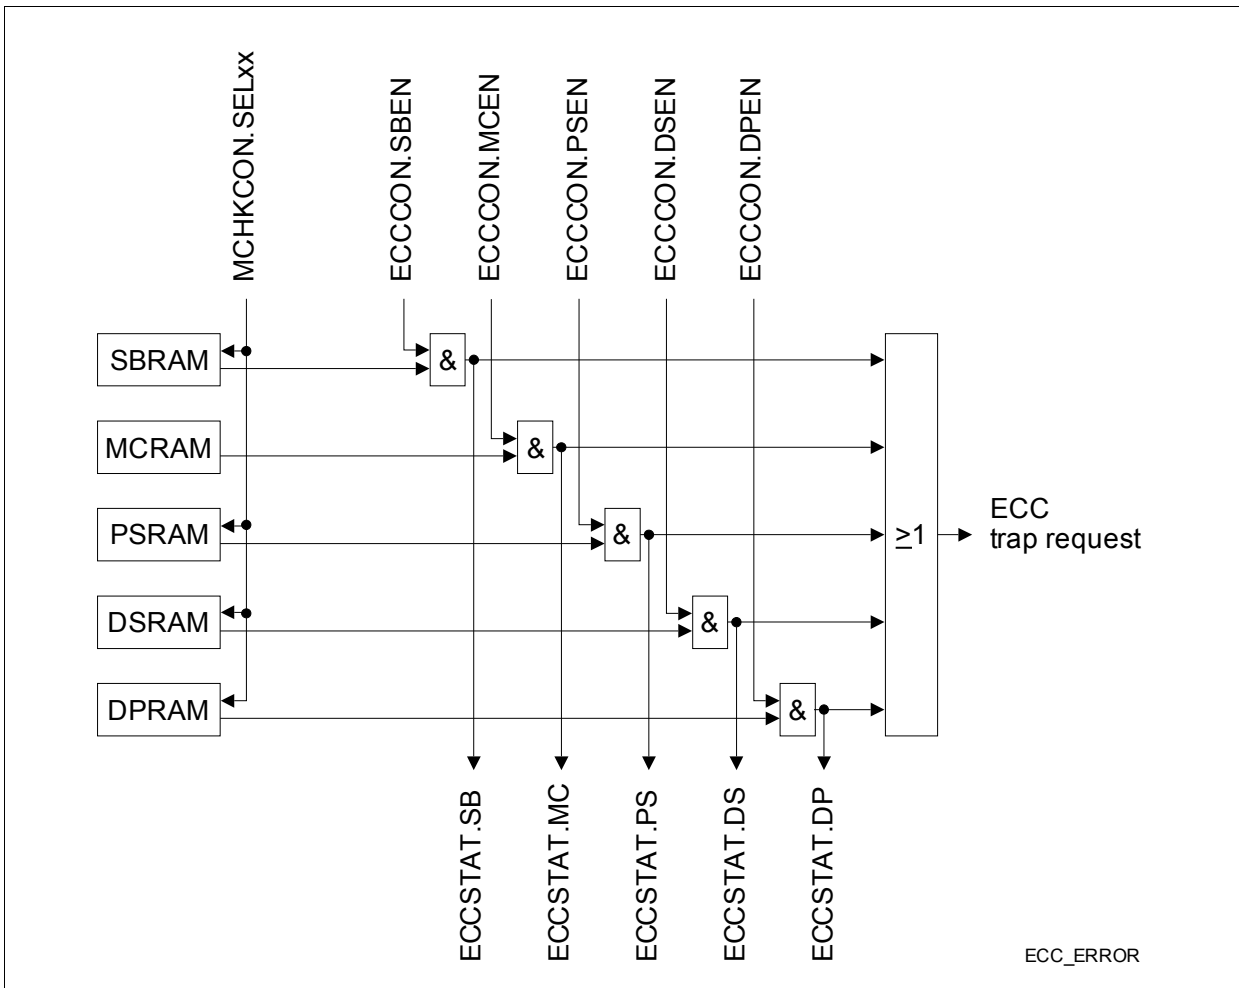 MCHKCON.SELxx
ECCCON.SBEN
ECCCON.MCEN
ECCCON.PSEN
ECCCON.DSEN
ECCCON.DPEN
SBRAM
&
MCRAM
&
PSRAM
&
≥1
ECC
trap request
DSRAM
&
DPRAM
&
ECCSTAT.SB
ECCSTAT.MC
ECCSTAT.PS
ECCSTAT.DS
ECCSTAT.DP
ECC_ERROR